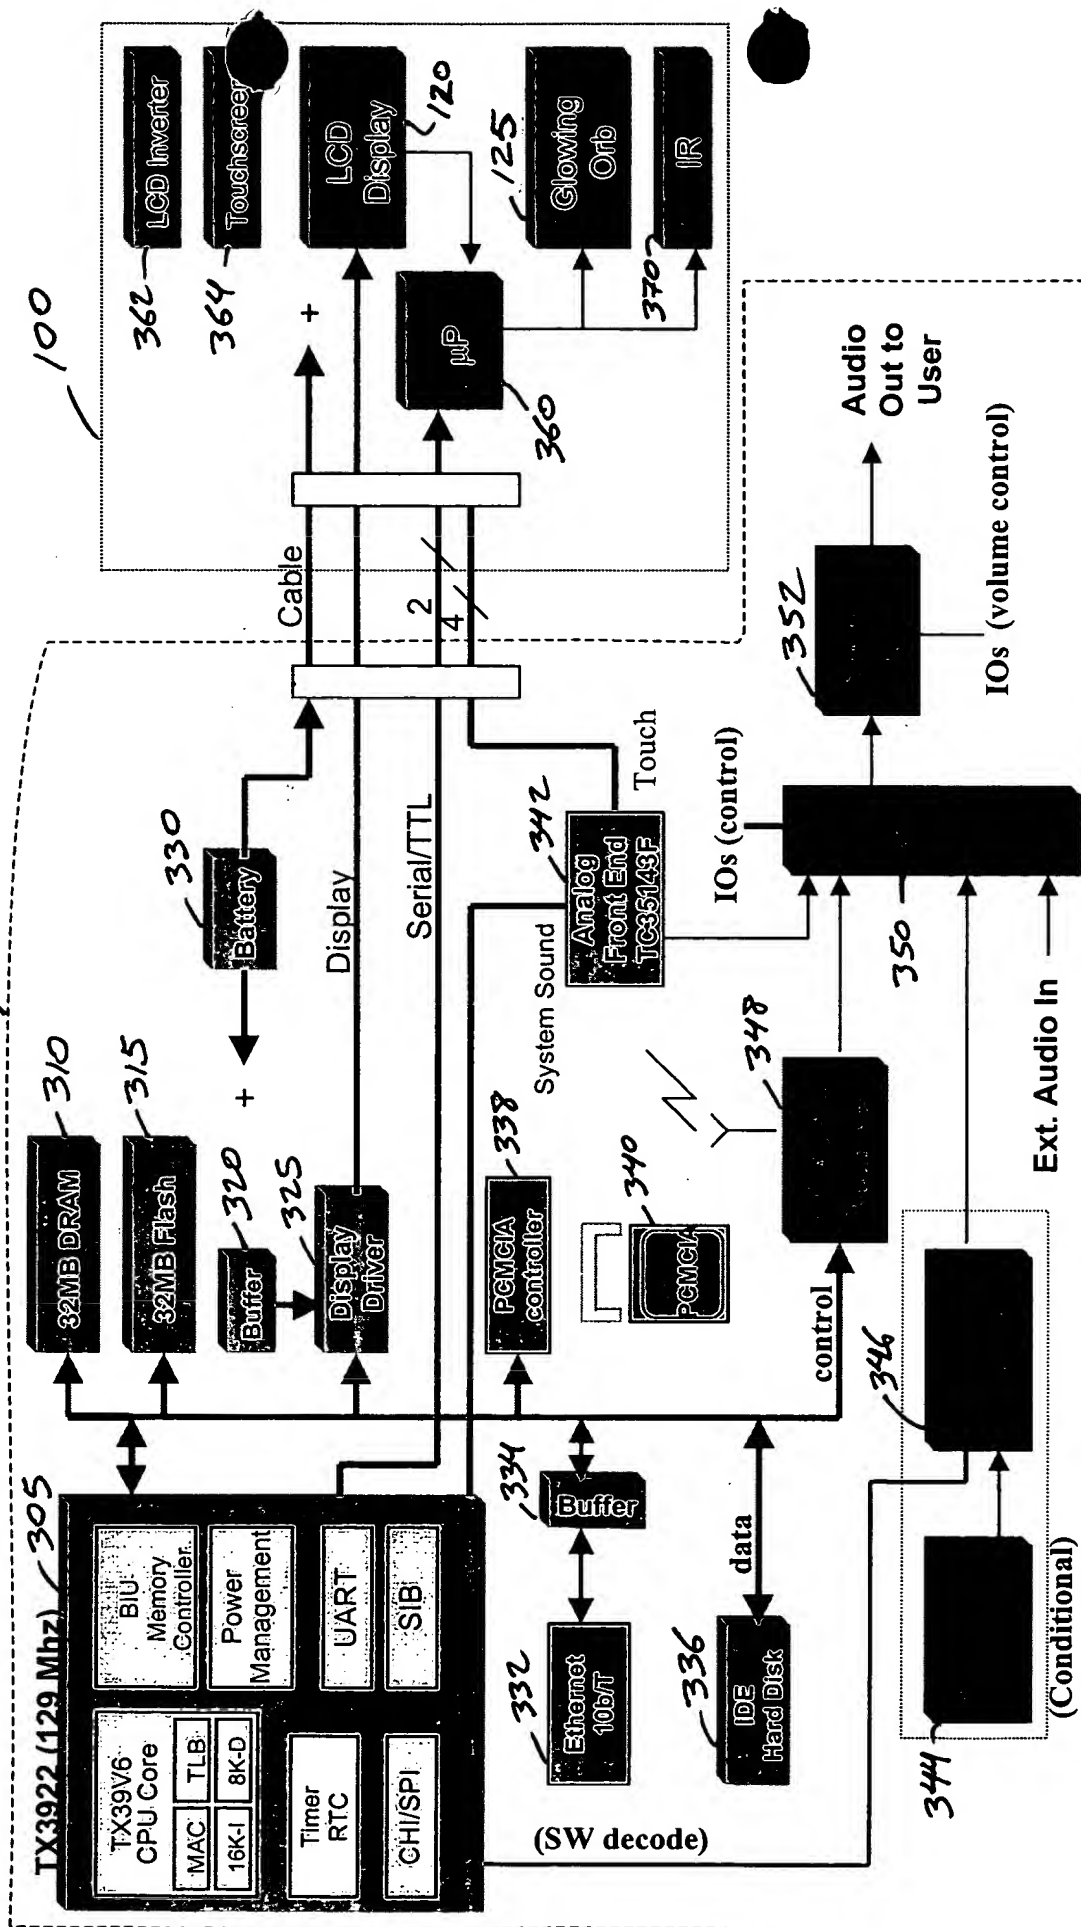 TX3922 (129 Mhz)
305
TX39V6
CPU Core
MAC
TLB
16K-I
8K-D
BIU
Memory
Controller
Power
Management
Timer
RTC
UART
CHI/SPI
SIB
(SW decode)
32MB DRAM
310
32MB Flash
315
Buffer
320
Display
Driver
325
+
Battery
330
Display
Serial/TTL
Cable
2
4
100
LCD Inverter
362
Touchscreen
364
+
LCD
Display
120
µP
360
Glowing
Orb
125
IR
370
Ethernet
10b/T
332
Buffer
334
IDE
Hard Disk
336
data
PCMCIA
controller
338
PCMCIA
340
System Sound
Analog
Front End
TC35143F
342
Touch
control
348
344
346
(Conditional)
Ext. Audio In
IOs (control)
350
352
IOs (volume control)
Audio
Out to
User